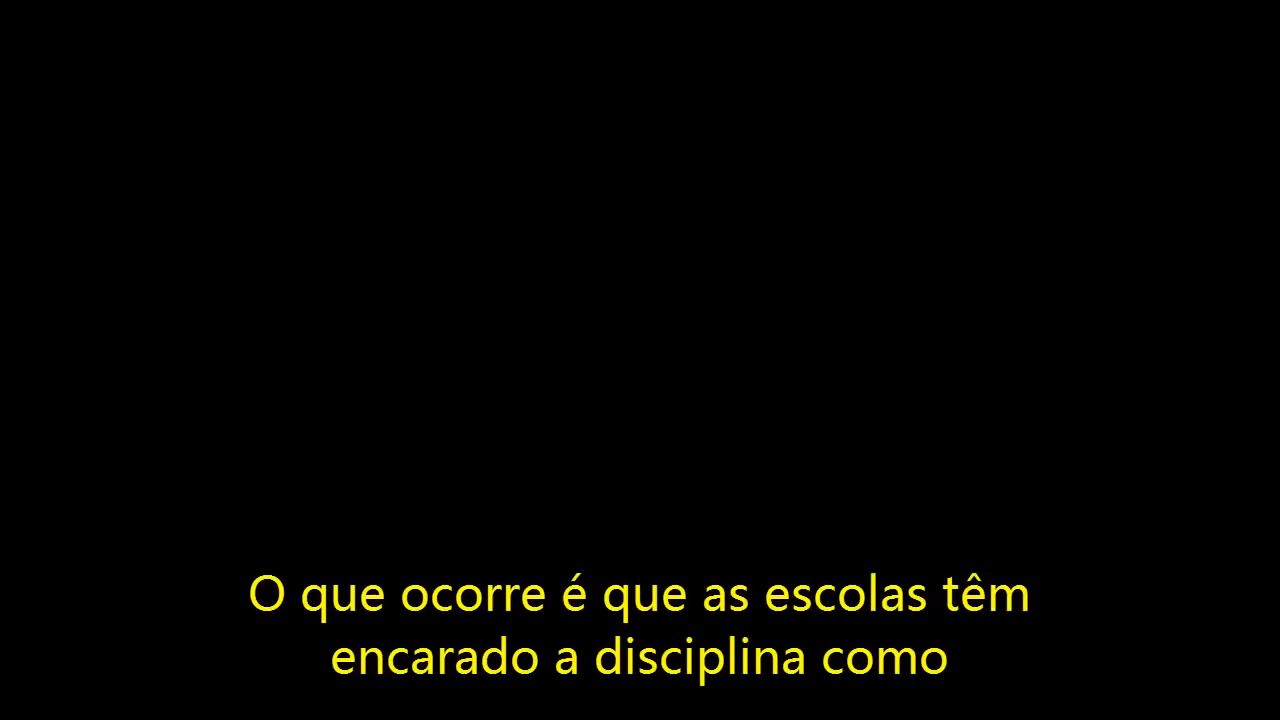 O que ocorre é que as escolas têm
encarado a disciplina como